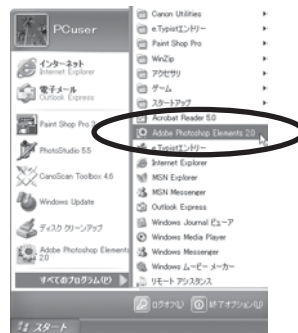 PCuser
インターネット
Internet Explorer
電子メール
Outlook Express
Paint Shop Pro 7
PhotoStudio 5.5
CanoScan Toolbox 4.6
Windows Update
ディスク クリーンアップ
Adobe Photoshop Elements
2.0
すべてのプログラム(P)
Canon Utilities
e.Typistエントリー
Paint Shop Pro
WinZip
アクセサリ
ゲーム
スタートアップ
Acrobat Reader 5.0
Adobe Photoshop Elements 2.0
e.Typistエントリー
Internet Explorer
MSN Explorer
MSN Messenger
Outlook Express
Windows Journal ビューア
Windows Media Player
Windows Messenger
Windows ムービー メーカー
リモート アシスタンス
ログオフ(L)
終了オプション(U)
スタート